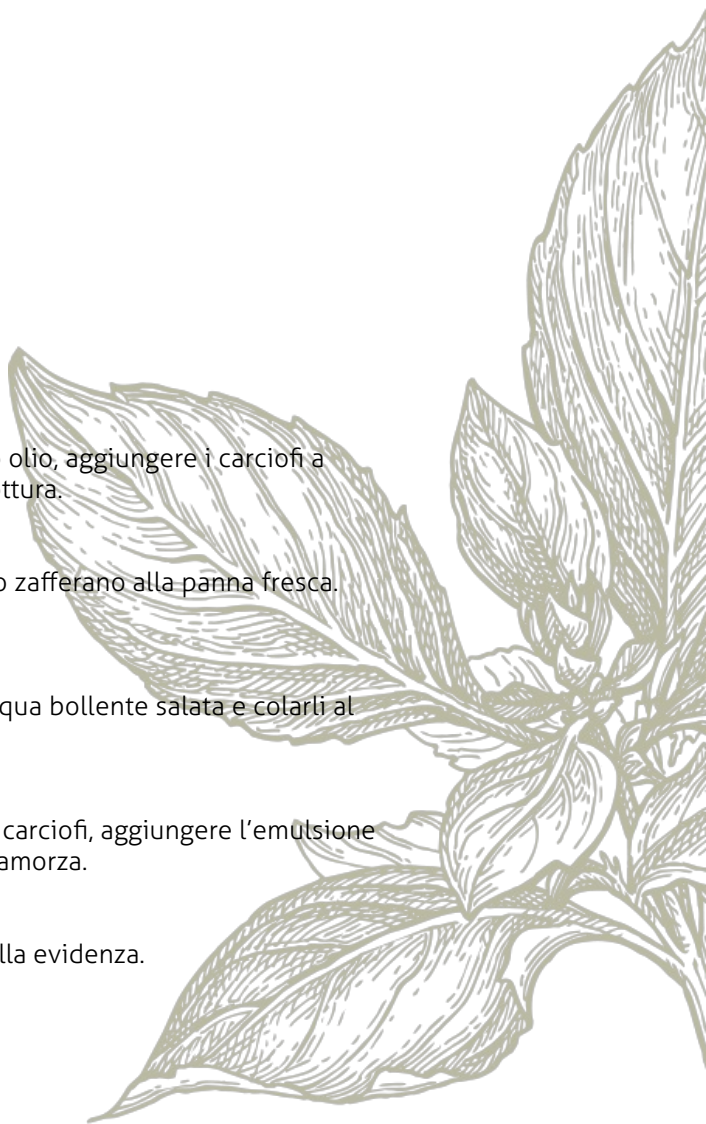 olio, aggiungere i carciofi a
ttura.
o zafferano alla panna fresca.
qua bollente salata e colarli al
carciofi, aggiungere l’emulsione
amorza.
lla evidenza.